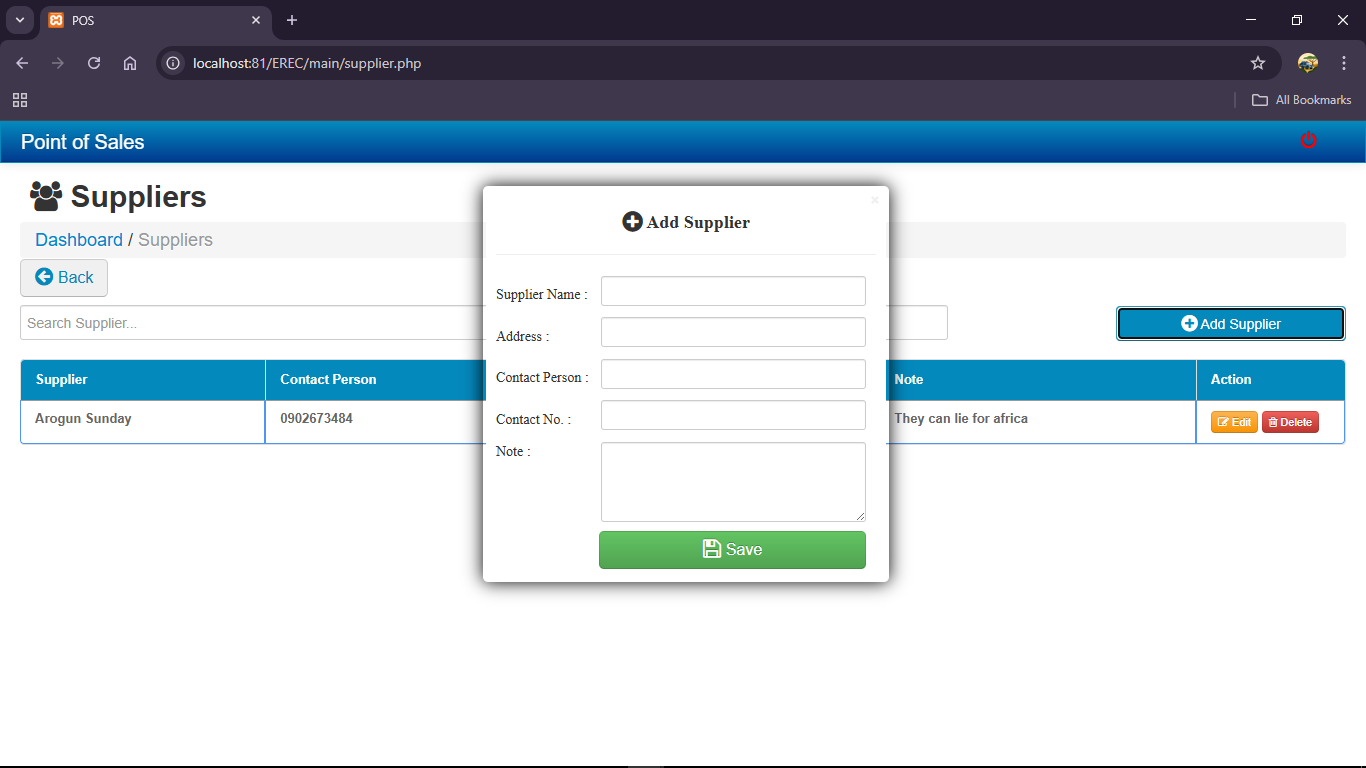 POS
localhost:81/EREC/main/supplier.php
All Bookmarks
Point of Sales
Suppliers
Dashboard / Suppliers
Back
Search Supplier...
Add Supplier
Supplier Contact Person Note Action
Arogun Sunday 0902673484 They can lie for africa Edit Delete
Add Supplier
×
Supplier Name :
Address :
Contact Person :
Contact No. :
Note :
Save